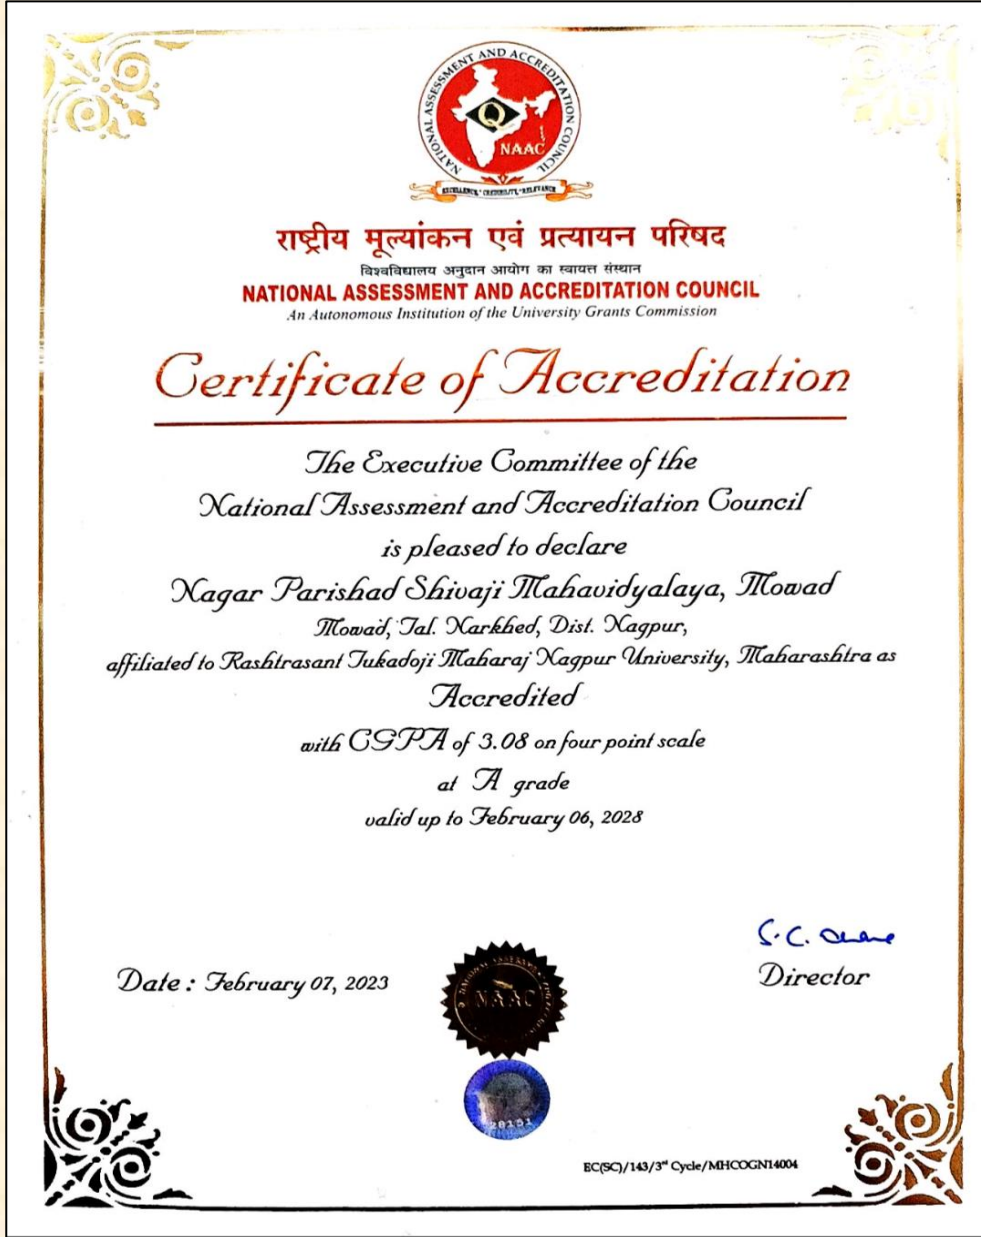 NATIONAL ASSESSMENT AND ACCREDITATION COUNCIL
Q
NAAC
EXCELLENCE * CREDIBILITY * RELEVANCE
राष्ट्रीय मूल्यांकन एवं प्रत्यायन परिषद
विश्वविद्यालय अनुदान आयोग का स्वायत्त संस्थान
NATIONAL ASSESSMENT AND ACCREDITATION COUNCIL
An Autonomous Institution of the University Grants Commission
Certificate of Accreditation
The Executive Committee of the
National Assessment and Accreditation Council
is pleased to declare
Nagar Parishad Shivaji Mahavidyalaya, Mowad
Mowad, Tal. Narkhed, Dist. Nagpur,
affiliated to Rashtrasant Tukadoji Maharaj Nagpur University, Maharashtra as
Accredited
with CGPA of 3.08 on four point scale
at A grade
valid up to February 06, 2028
S. C.
Director
Date : February 07, 2023
NAAC
28151
EC(SC)/143/3rd Cycle/MHCOGN14004